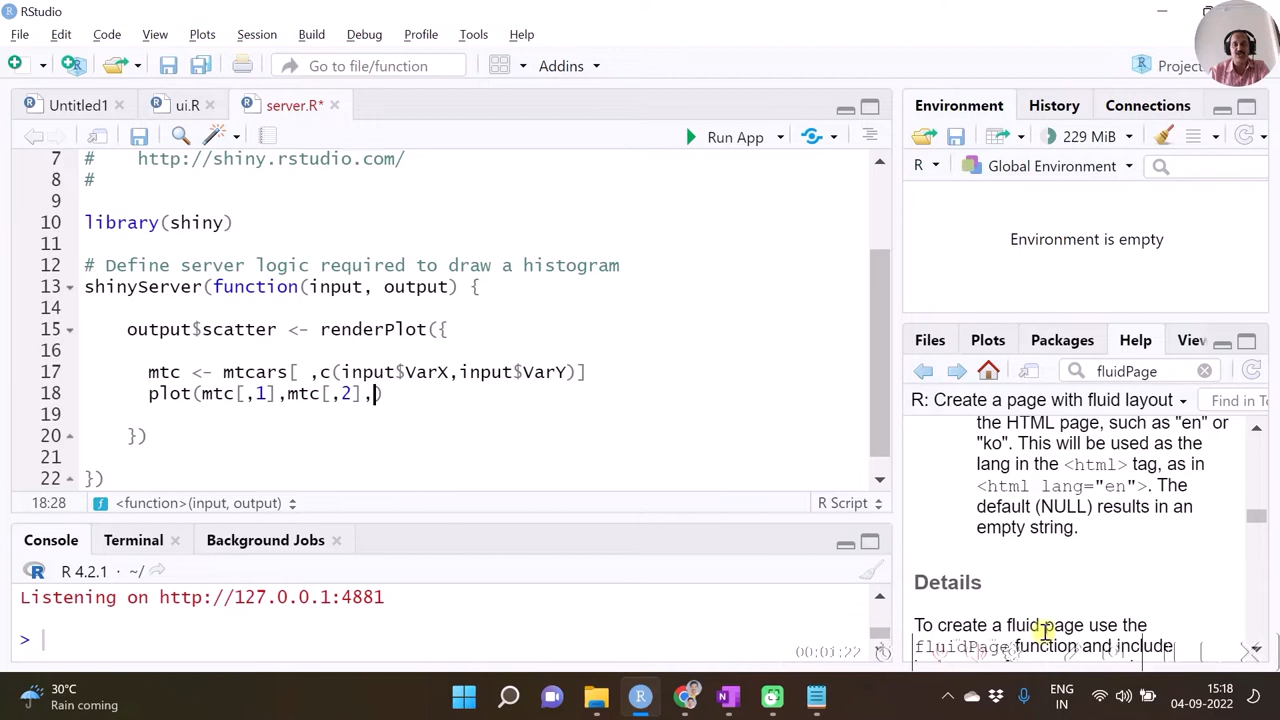 RStudio
File Edit Code View Plots Session Build Debug Profile Tools Help
Go to file/function Addins Project
Untitled1 ui.R server.R*
Run App
7 # http://shiny.rstudio.com/
8 #
9
10 library(shiny)
11
12 # Define server logic required to draw a histogram
13 shinyServer(function(input, output) {
14
15 output$scatter <- renderPlot({
16
17 mtc <- mtcars[ ,c(input$VarX,input$VarY)]
18 plot(mtc[,1],mtc[,2],)
19
20 })
21
22 })
18:28 <function>(input, output) R Script
Console Terminal Background Jobs
R 4.2.1 · ~/
Listening on http://127.0.0.1:4881
>
00:01:22
Environment History Connections
229 MiB
R Global Environment
Environment is empty
Files Plots Packages Help View
fluidPage
R: Create a page with fluid layout Find in To
the HTML page, such as "en" or
"ko". This will be used as the
lang in the <html> tag, as in
<html lang="en">. The
default (NULL) results in an
empty string.
Details
To create a fluid page use the
fluidPage function and include
30°C
Rain coming
ENG
IN
15:18
04-09-2022